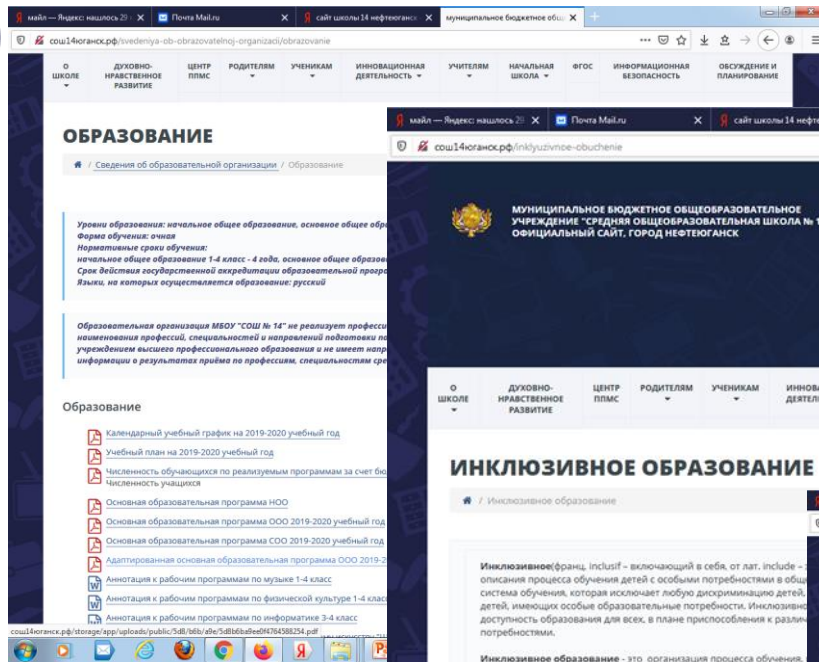 майл — Яндекс: нашлось 29
Почта Mail.ru
сайт школы 14 нефтеюганск
муниципальное бюджетное общ
сош14юганск.рф/svedeniya-ob-obrazovatelnoj-organizacii/obrazovanie
О ШКОЛЕ
ДУХОВНО-НРАВСТВЕННОЕ РАЗВИТИЕ
ЦЕНТР ППМС
РОДИТЕЛЯМ
УЧЕНИКАМ
ИННОВАЦИОННАЯ ДЕЯТЕЛЬНОСТЬ
УЧИТЕЛЯМ
НАЧАЛЬНАЯ ШКОЛА
ФГОС
ИНФОРМАЦИОННАЯ БЕЗОПАСНОСТЬ
ОБСУЖДЕНИЕ И ПЛАНИРОВАНИЕ
ОБРАЗОВАНИЕ
/ Сведения об образовательной организации / Образование
Уровни образования: начальное общее образование, основное общее обра
Форма обучения: очная
Нормативные сроки обучения:
начальное общее образование 1-4 класс - 4 года, основное общее образов
Срок действия государственной аккредитации образовательной програ
Языки, на которых осуществляется образование: русский
Образовательная организация МБОУ "СОШ № 14" не реализует професси
наименования профессий, специальностей и направлений подготовки по
учреждением высшего профессионального образования и не имеет напр
информации о результатах приёма по профессиям, специальностям сре
Образование
Календарный учебный график на 2019-2020 учебный год
Учебный план на 2019-2020 учебный год
Численность обучающихся по реализуемым программам за счет бю
Численность учащихся
Основная образовательная программа НОО
Основная образовательная программа ООО 2019-2020 учебный год
Основная образовательная программа СОО 2019-2020 учебный год
Адаптированная основная образовательная программа ООО 2019-2
Аннотация к рабочим программам по музыке 1-4 класс
Аннотация к рабочим программам по физической культуре 1-4 клас
Аннотация к рабочим программам по информатике 3-4 класс
сош14юганск.рф/storage/app/uploads/public/5d8/b6b/a9e/5d8b6ba9ee0f4764588254.pdf
майл — Яндекс: нашлось 29
Почта Mail.ru
сайт школы 14 нефте
сош14юганск.рф/inklyuzivnoe-obuchenie
МУНИЦИПАЛЬНОЕ БЮДЖЕТНОЕ ОБЩЕОБРАЗОВАТЕЛЬНОЕ
УЧРЕЖДЕНИЕ "СРЕДНЯЯ ОБЩЕОБРАЗОВАТЕЛЬНАЯ ШКОЛА № 1
ОФИЦИАЛЬНЫЙ САЙТ, ГОРОД НЕФТЕЮГАНСК
О ШКОЛЕ
ДУХОВНО-НРАВСТВЕННОЕ РАЗВИТИЕ
ЦЕНТР ППМС
РОДИТЕЛЯМ
УЧЕНИКАМ
ИННОВА
ДЕЯТЕЛ
ИНКЛЮЗИВНОЕ ОБРАЗОВАНИЕ
/ Инклюзивное образование
Инклюзивное(франц. inclusif – включающий в себя, от лат. include –
описания процесса обучения детей с особыми потребностями в общ
система обучения, которая исключает любую дискриминацию детей,
детей, имеющих особые образовательные потребности. Инклюзивно
доступность образования для всех, в плане приспособления к различ
потребностями.
Инклюзивное образование - это организация процесса обучения,